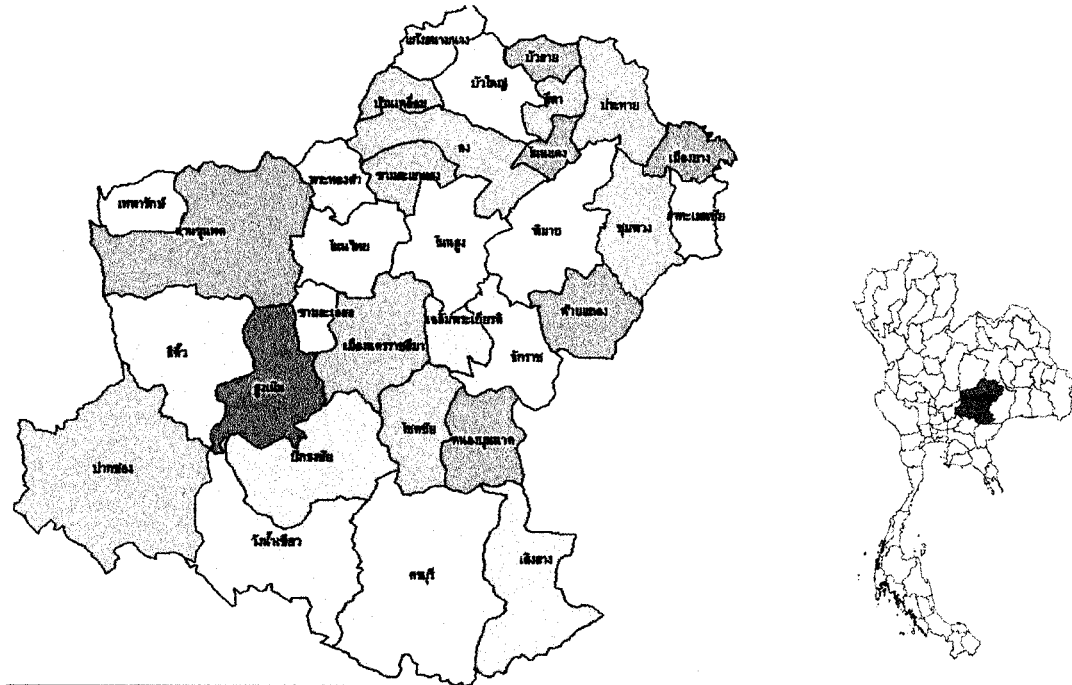 แก้งสนามนาง
บัวลาย
บัวใหญ่
บ้านเหลื่อม
สีดา
ประทาย
คง
โนนแดง
เมืองยาง
พระทองคำ
ขามสะแกแสง
เทพารักษ์
ด่านขุนทด
โนนไทย
โนนสูง
พิมาย
ชุมพวง
ลำทะเมนชัย
ขามทะเลสอ
เฉลิมพระเกียรติ
ห้วยแถลง
สีคิ้ว
เมืองนครราชสีมา
จักราช
สูงเนิน
โชคชัย
หนองบุญมาก
ปากช่อง
ปักธงชัย
วังน้ำเขียว
ครบุรี
เสิงสาง